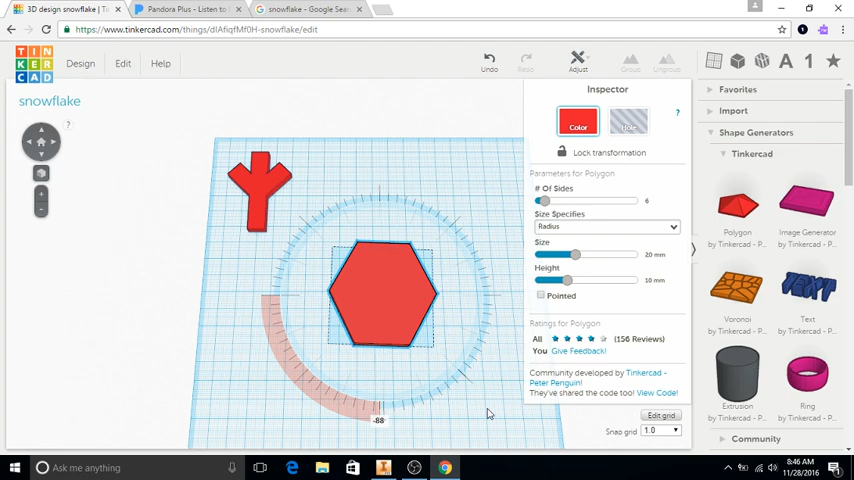 3D design snowflake | Ti
Pandora Plus - Listen to
snowflake - Google Sear
https://www.tinkercad.com/things/dIAfiqfMf0H-snowflake/edit
TIN
KER
CAD
Design
Edit
Help
Undo
Redo
Adjust
Group
Ungroup
snowflake
?
Inspector
Color
Hole
?
Lock transformation
Parameters for Polygon
# Of Sides
6
Size Specifies
Radius
Size
20 mm
Height
10 mm
Pointed
Ratings for Polygon
All
(156 Reviews)
You
Give Feedback!
Community developed by Tinkercad -
Peter Penguin!
They've shared the code too! View Code!
Edit grid
Snap grid
1.0
-88
Favorites
Import
Shape Generators
Tinkercad
Polygon
by Tinkercad - P...
Image Generator
by Tinkercad - P...
Voronoi
by Tinkercad - P...
Text
by Tinkercad - P...
Extrusion
by Tinkercad - P...
Ring
by Tinkercad - P...
Community
Ask me anything
8:46 AM
11/28/2016